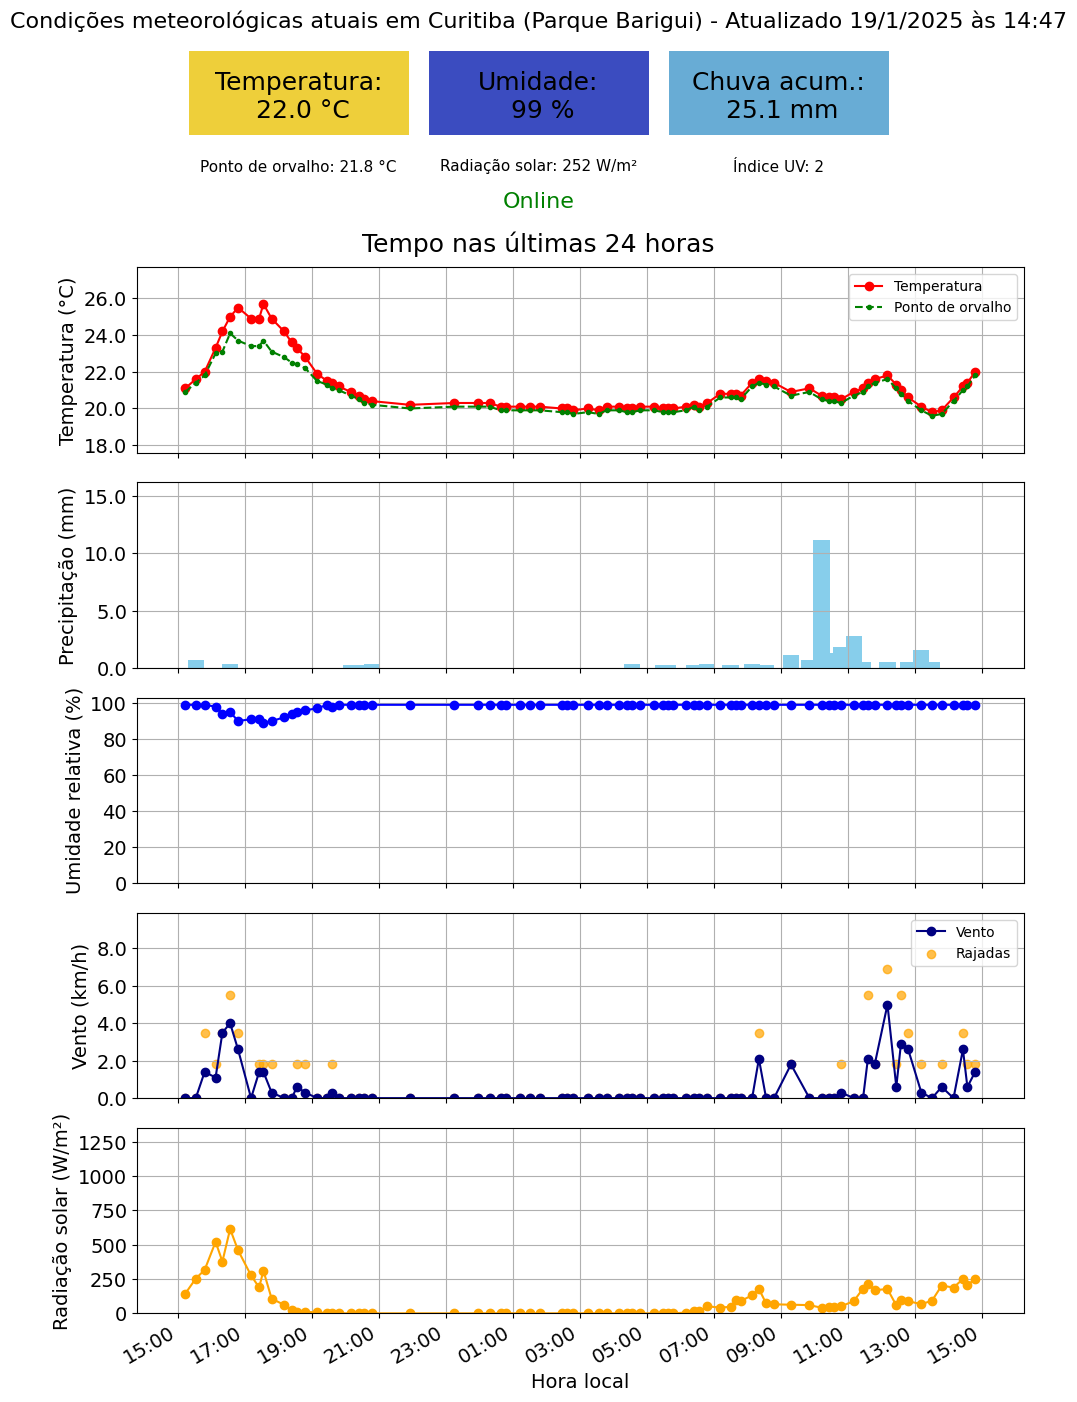 Condições meteorológicas atuais em Curitiba (Parque Barigui) - Atualizado 19/1/2025 às 14:47
Temperatura:
22.0 °C
Umidade:
99 %
Chuva acum.:
25.1 mm
Ponto de orvalho: 21.8 °C
Radiação solar: 252 W/m²
Índice UV: 2
Online
Tempo nas últimas 24 horas
Temperatura (°C)
26.0
24.0
22.0
20.0
18.0
Temperatura
Ponto de orvalho
Precipitação (mm)
15.0
10.0
5.0
0.0
Umidade relativa (%)
100
80
60
40
20
0
Vento (km/h)
8.0
6.0
4.0
2.0
0.0
Vento
Rajadas
Radiação solar (W/m²)
1250
1000
750
500
250
0
15:00
17:00
19:00
21:00
23:00
01:00
03:00
05:00
07:00
09:00
11:00
13:00
15:00
Hora local